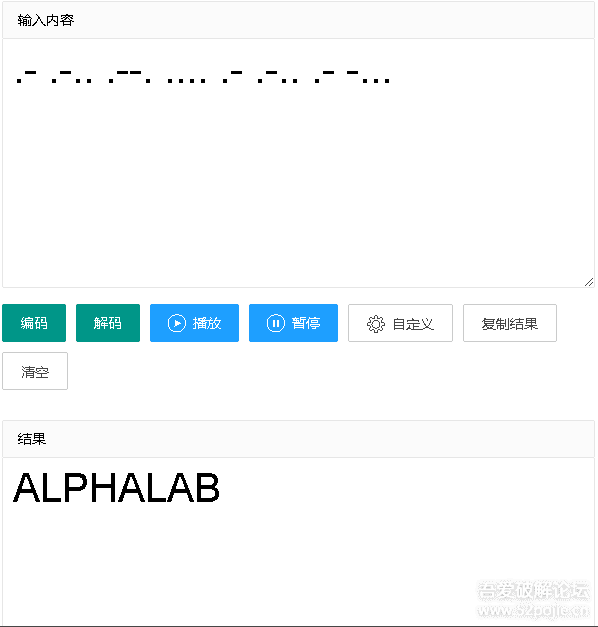 输入内容
.- .-.. .--. .... .- .-.. .- -...
编码 解码 播放 暂停 自定义 复制结果
清空
结果
ALPHALAB
吾爱破解论坛
www.52pojie.cn